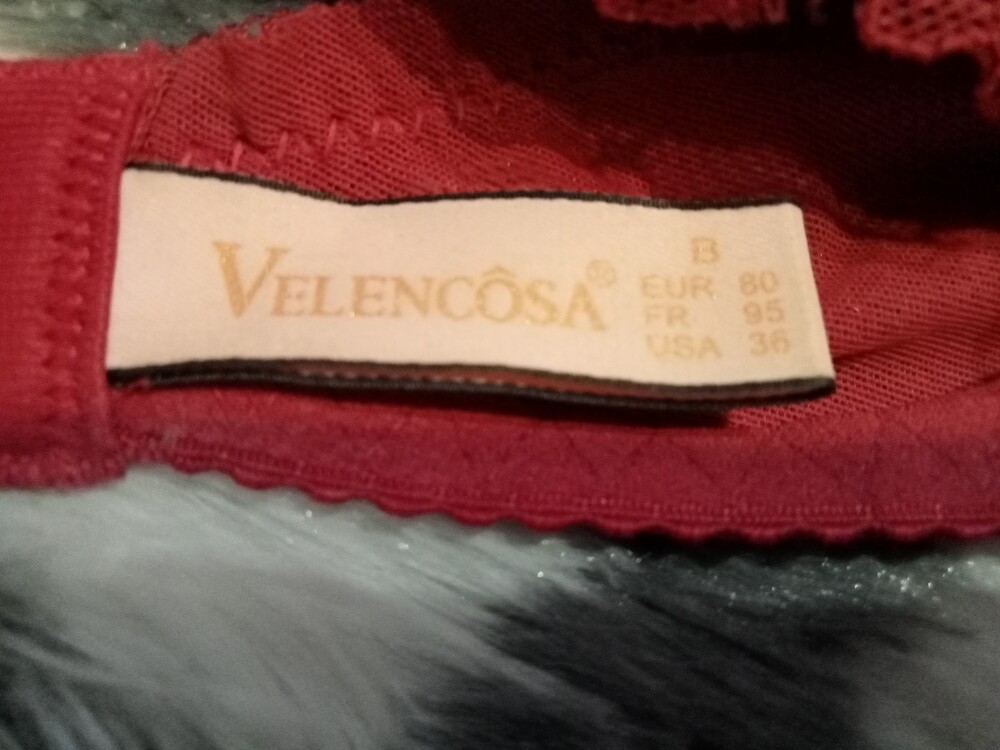 VELENCÔSA®
B
EUR 80
FR 95
USA 36